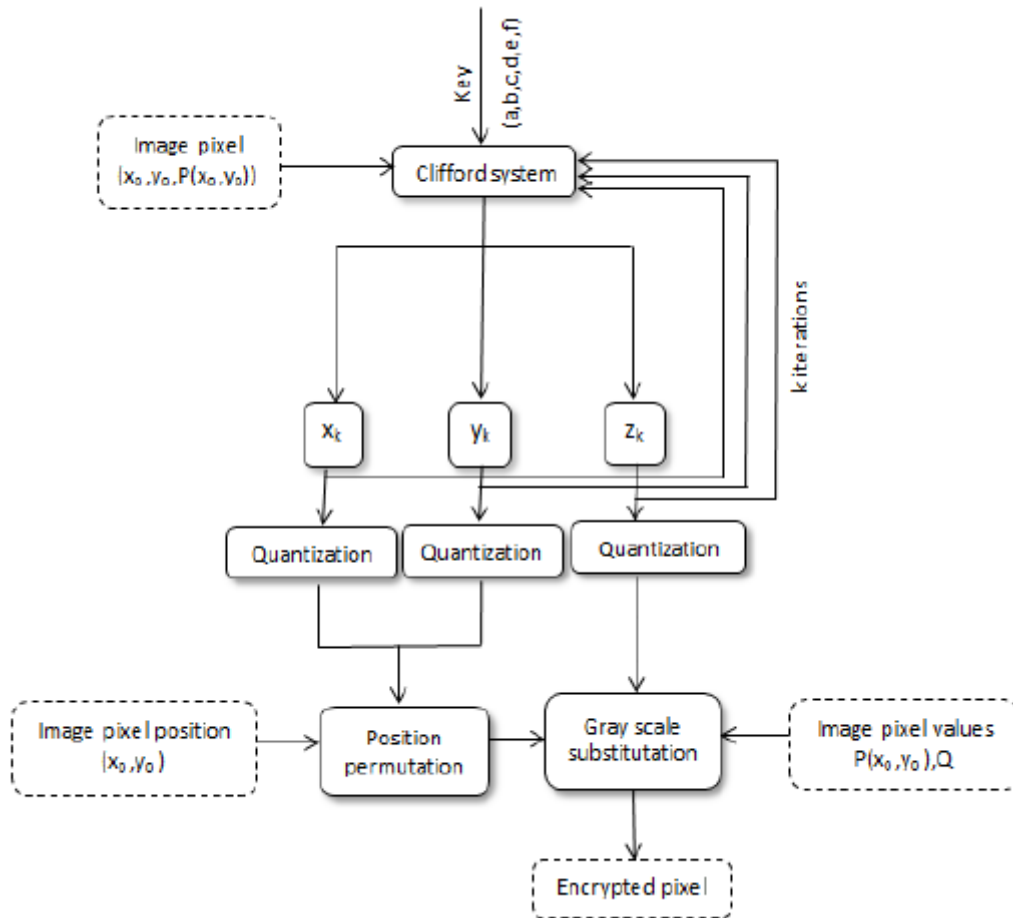 Key
(a,b,c,d,e,f)
Image pixel
(x₀,y₀,P(x₀,y₀))
Clifford system
k iterations
xₖ
yₖ
zₖ
Quantization
Quantization
Quantization
Image pixel position
(x₀,y₀)
Position
permutation
Gray scale
substitutation
Image pixel values
P(x₀,y₀),Q
Encrypted pixel